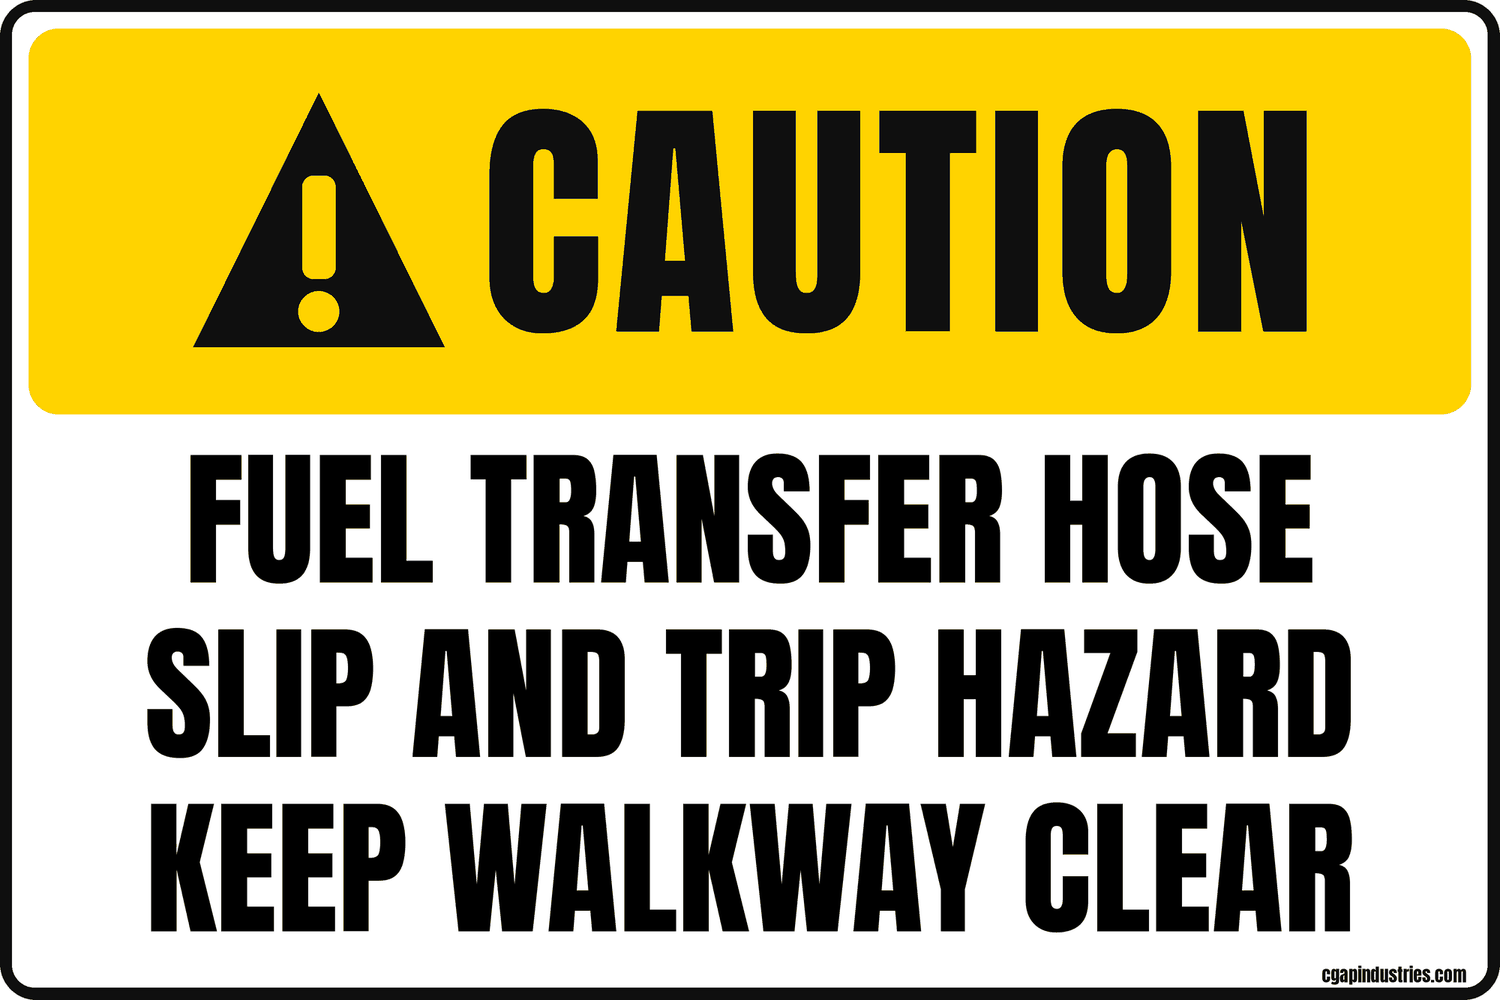 CAUTION
FUEL TRANSFER HOSE
SLIP AND TRIP HAZARD
KEEP WALKWAY CLEAR
cgapindustries.com